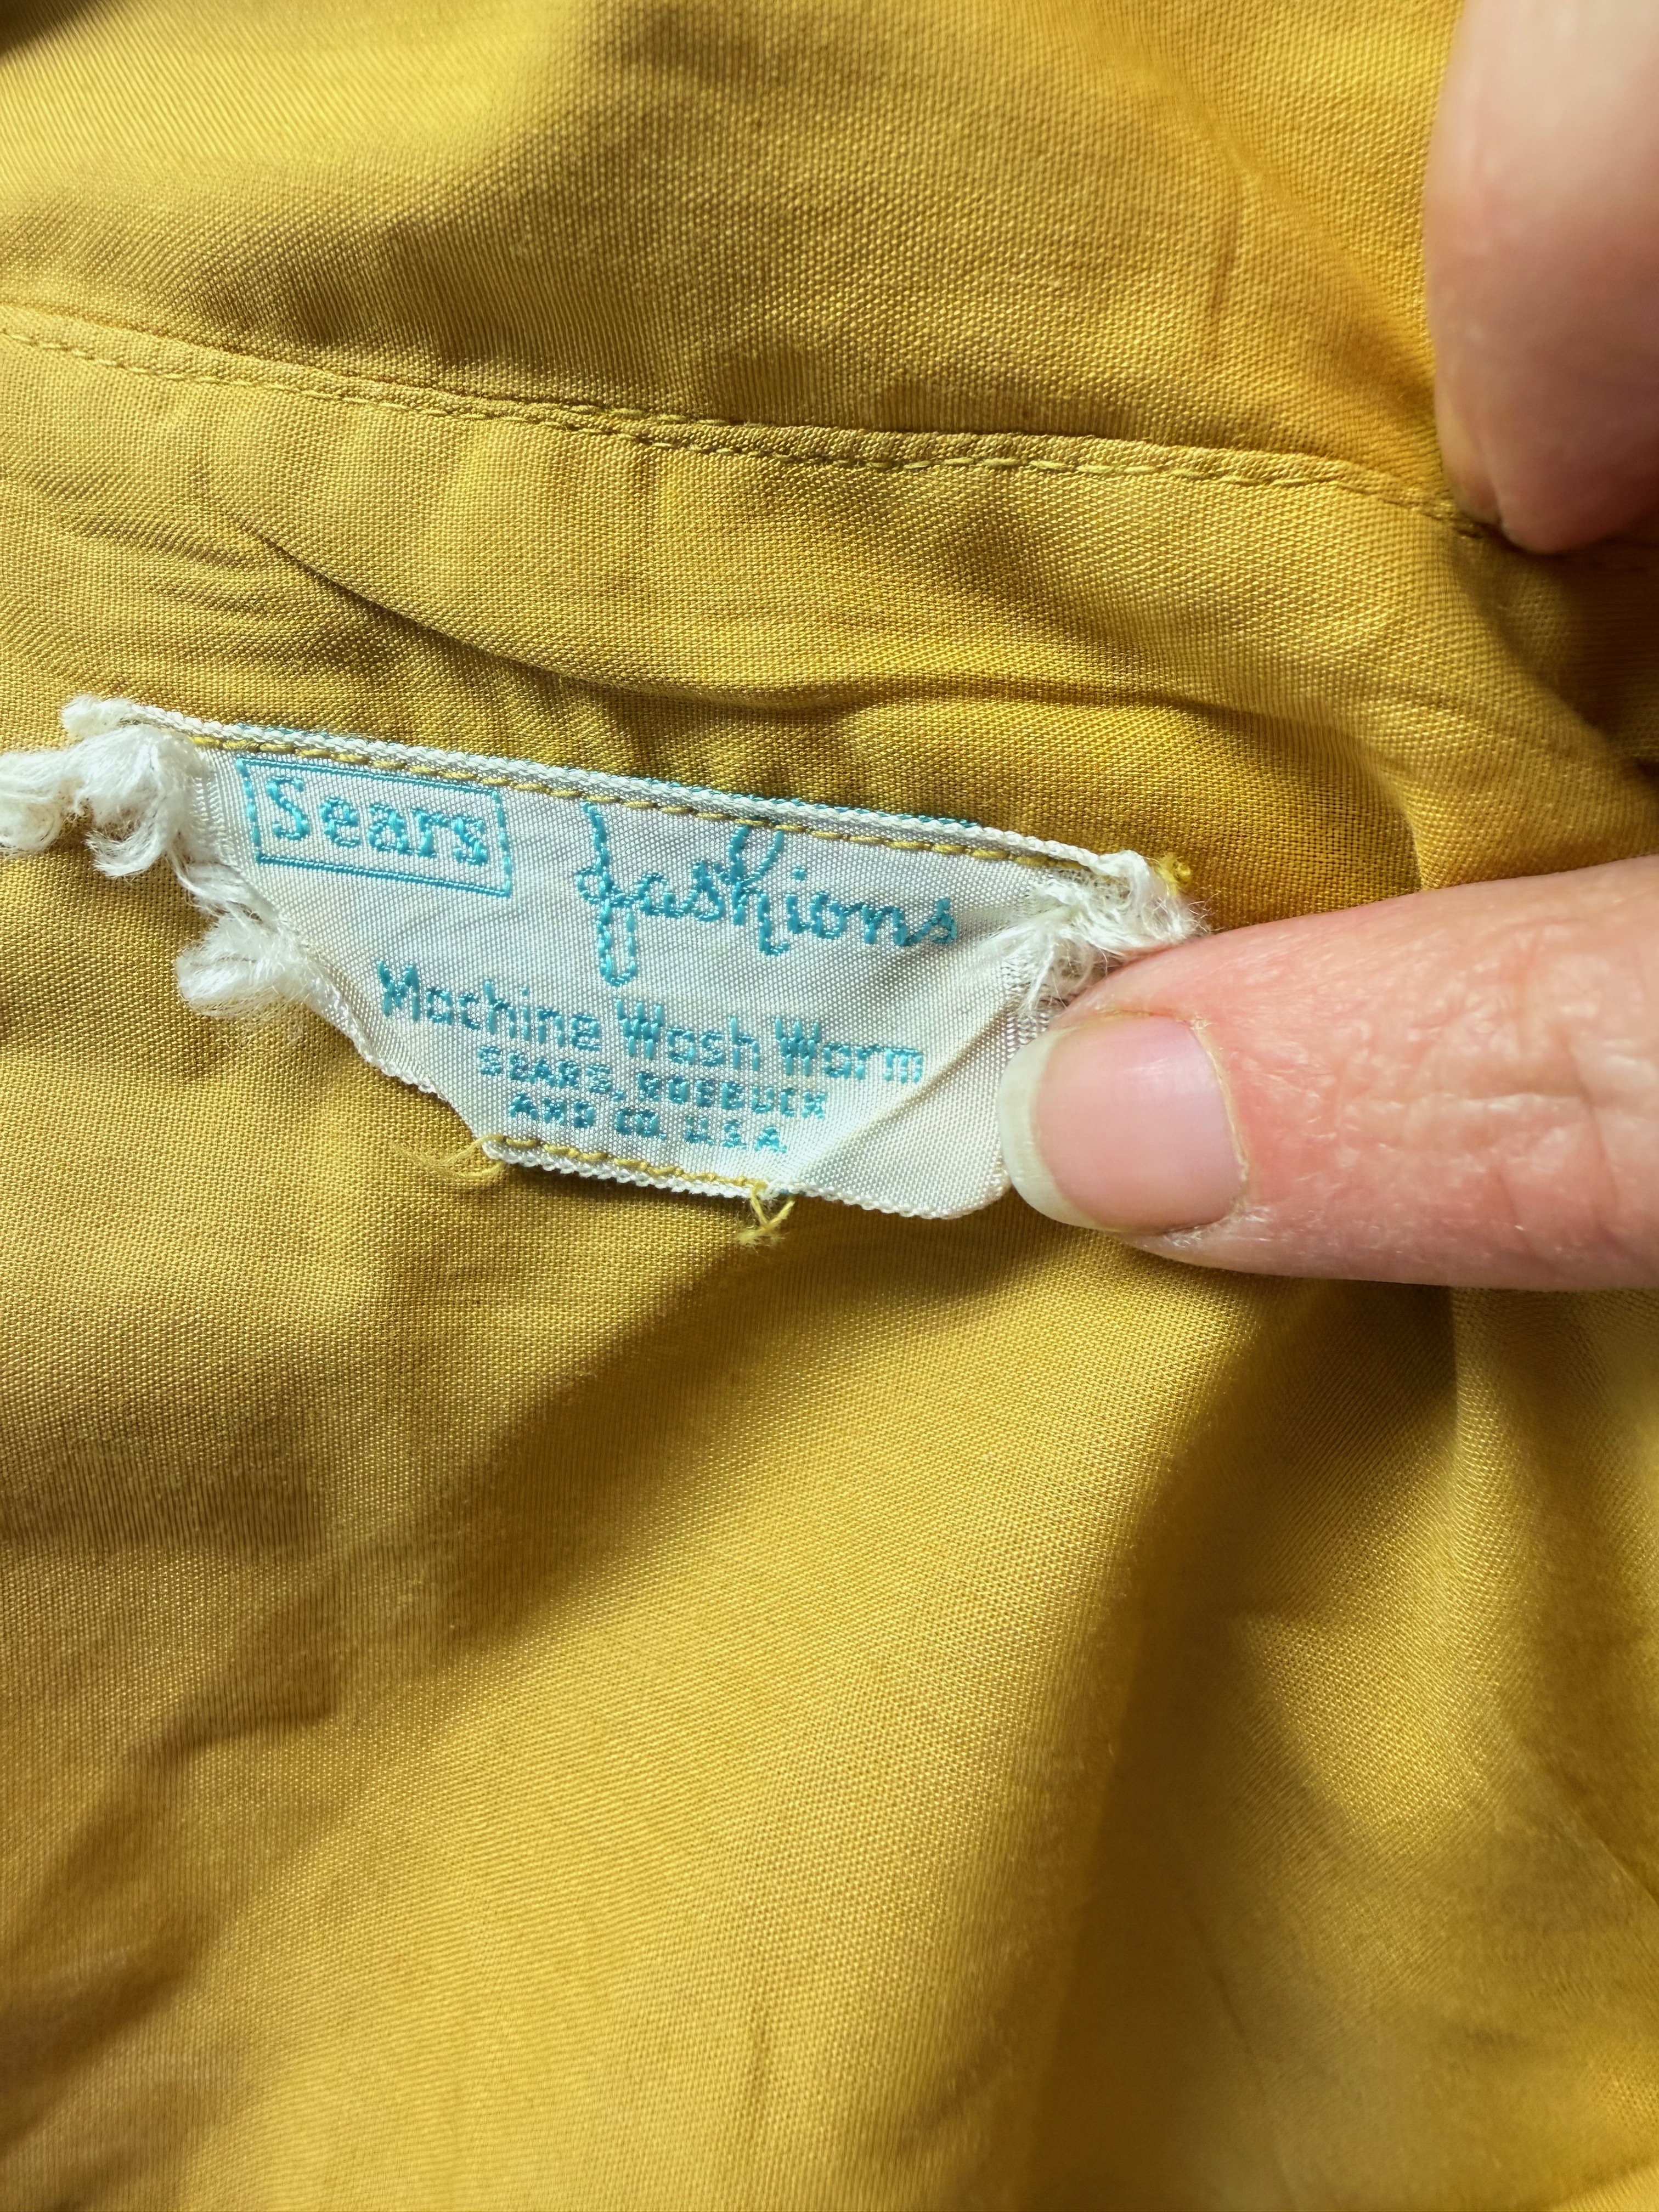 Sears fashions
Machine Wash Warm
SEARS, ROEBUCK
AND CO. U.S.A.